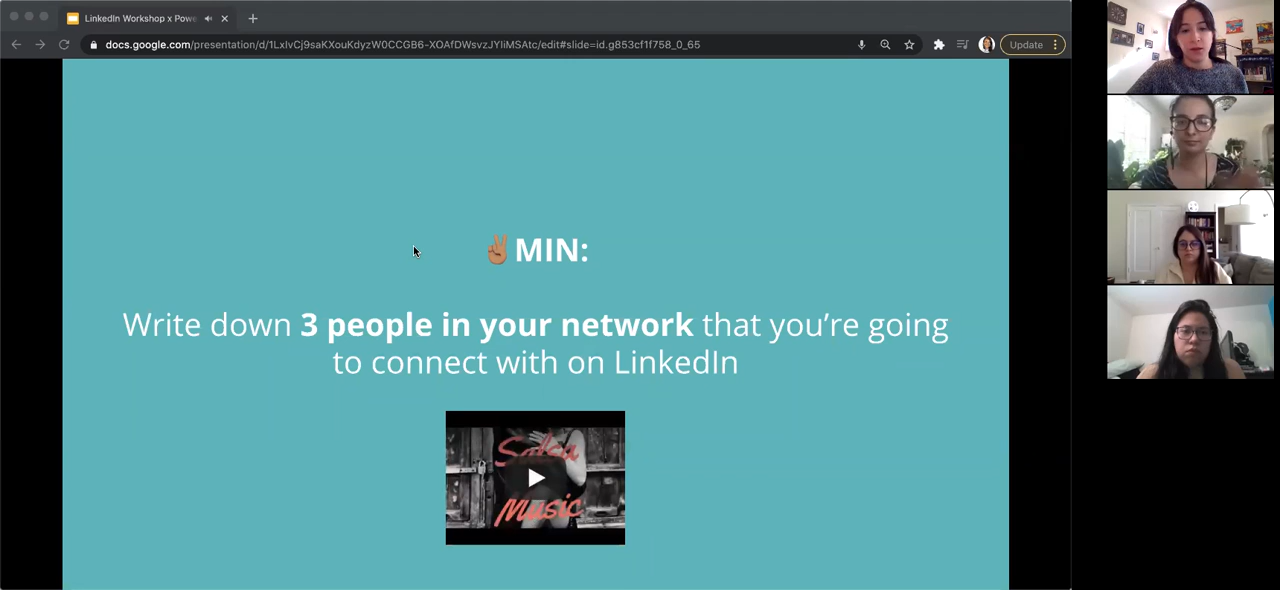 LinkedIn Workshop x Powe
docs.google.com/presentation/d/1LxlvCj9saKXouKdyzW0CCGB6-XOAfDWsvzJYIiMSAtc/edit#slide=id.g853cf1f758_0_65
Update
✌🏽MIN:
Write down 3 people in your network that you’re going
to connect with on LinkedIn
Salsa
Music